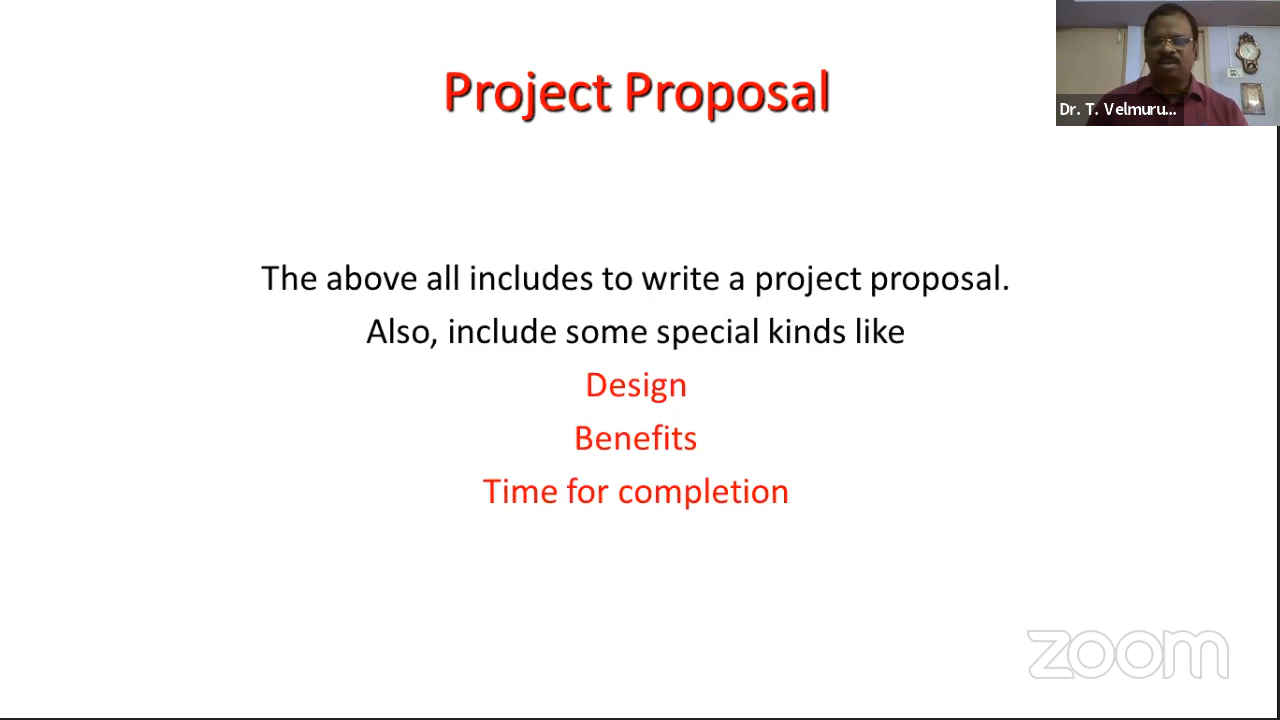 Project Proposal
Dr. T. Velmuru...
The above all includes to write a project proposal.
Also, include some special kinds like
Design
Benefits
Time for completion
zoom